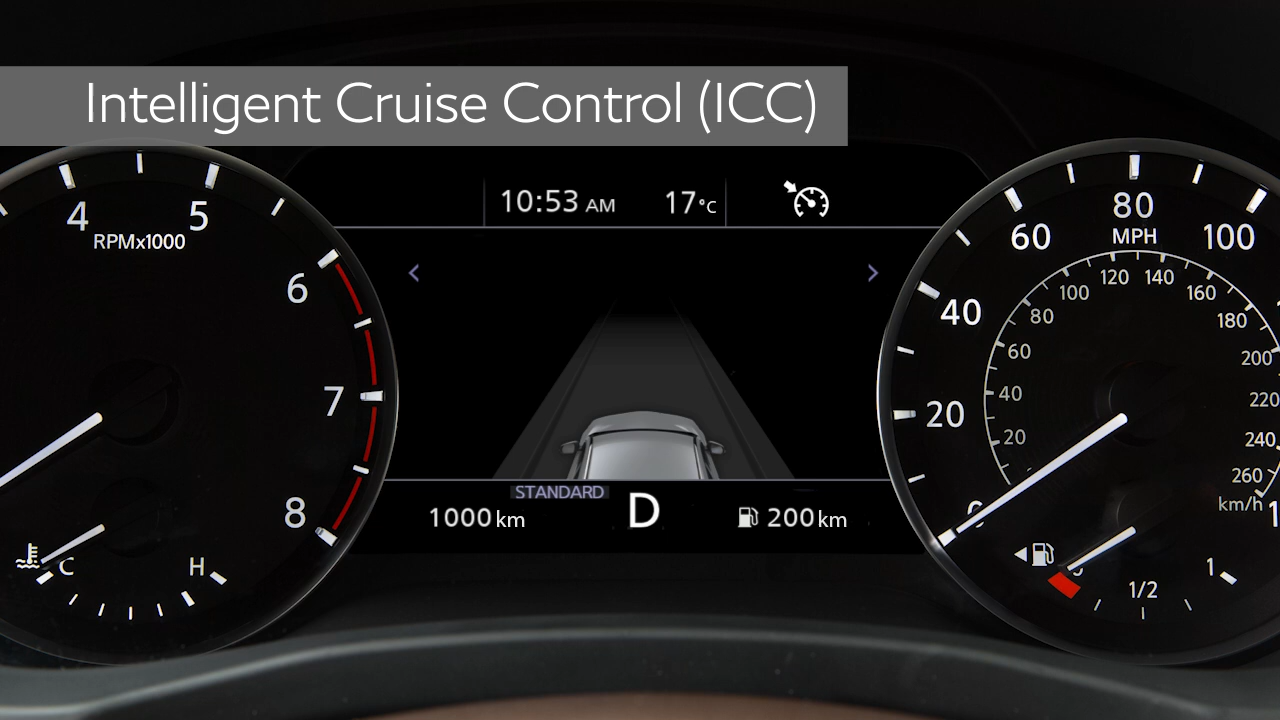 Intelligent Cruise Control (ICC)
10:53 AM 17°C
4 5 6 7 8
RPMx1000
C H
STANDARD
1000 km D 200 km
20 40 60 80 100
MPH
20 40 60 80 100 120 140 160 180 200 220 240 260
km/h
1/2 1